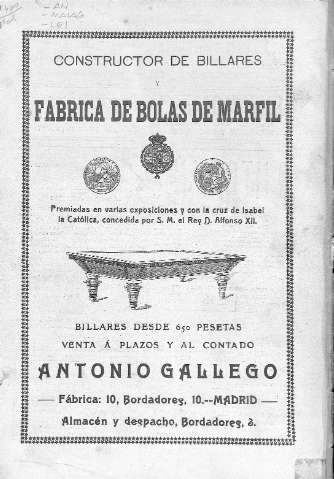 - AN
CONSTRUCTOR DE BILLARES
Y
FABRICA DE BOLAS DE MARFIL
Premiadas en varias exposiciones y con la cruz de Isabel
la Católica, concedida por S. M. el Rey D. Alfonso XII.
BILLARES DESDE 650 PESETAS
VENTA Á PLAZOS Y AL CONTADO
ANTONIO GALLEGO
— Fábrica: 10, Bordadores, 10.--MADRID —
Almacén y despacho, Bordadores,